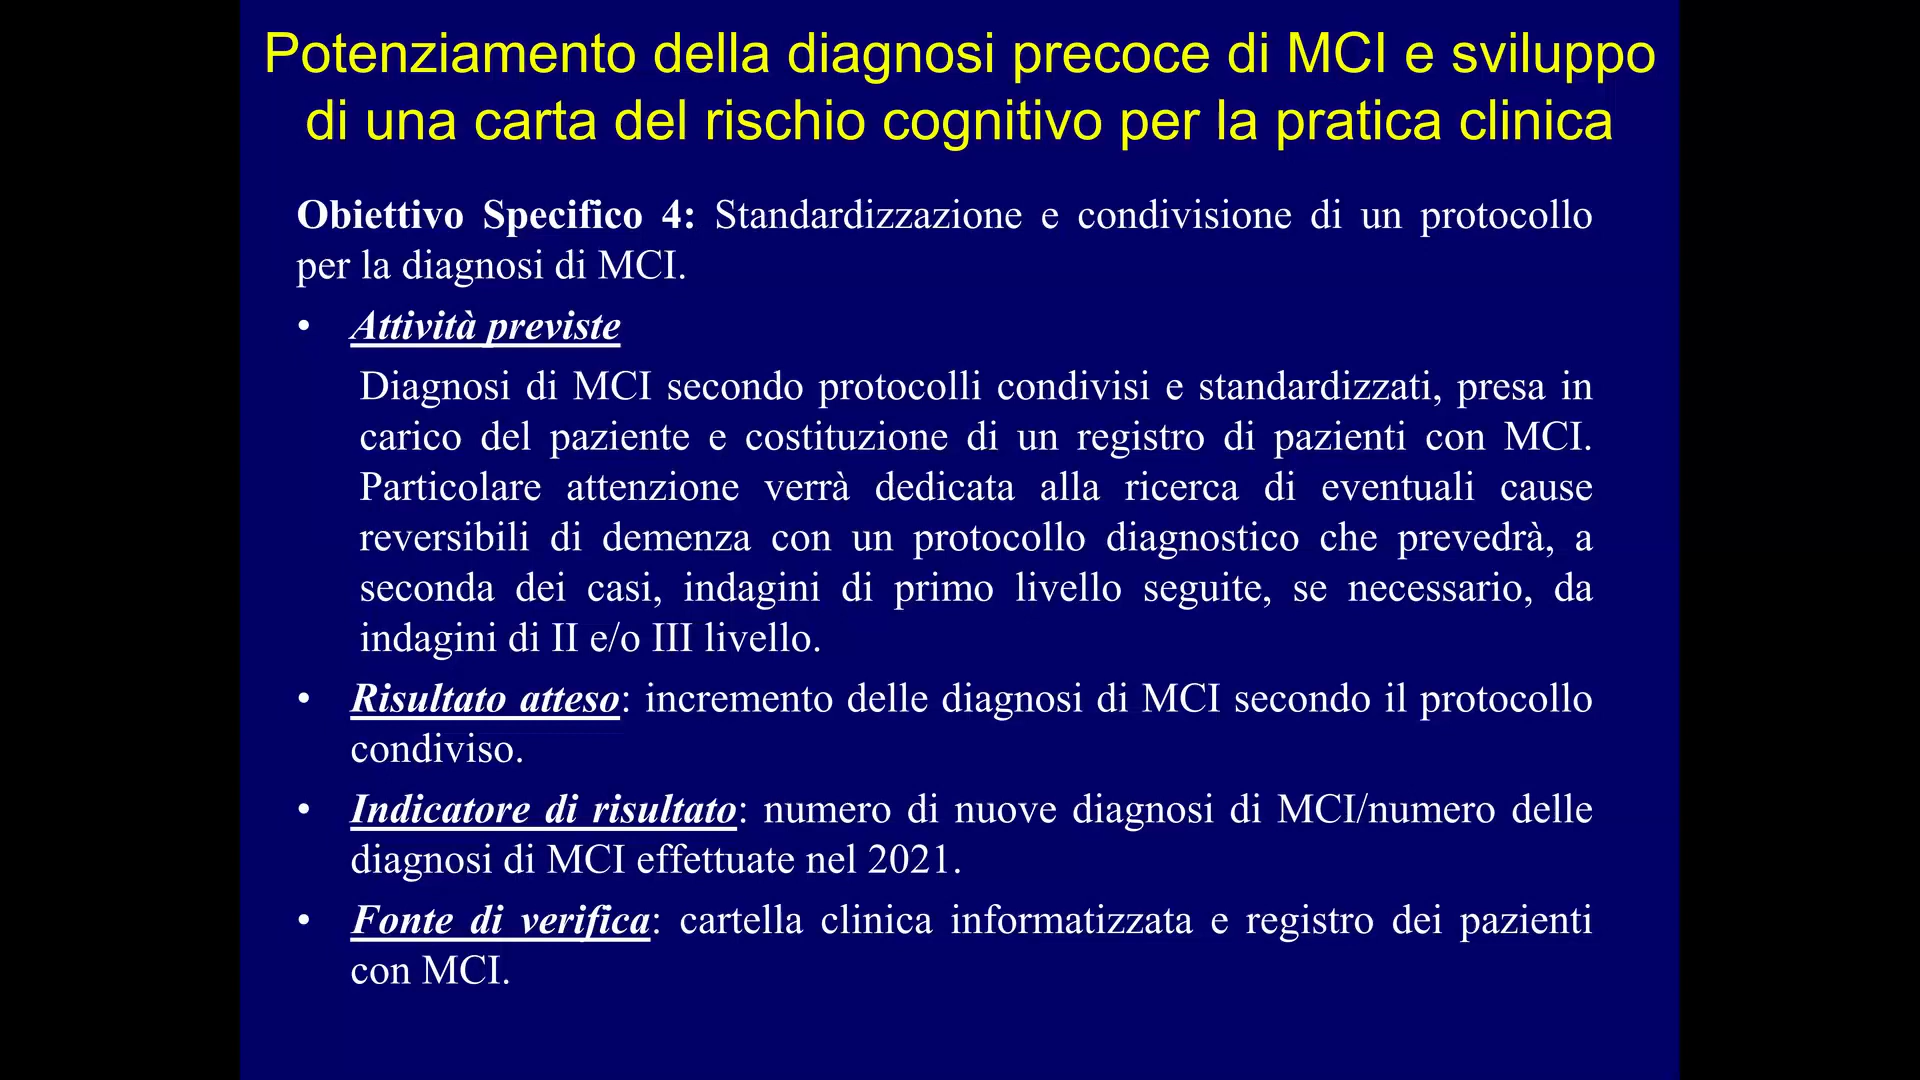 Potenziamento della diagnosi precoce di MCI e sviluppo
di una carta del rischio cognitivo per la pratica clinica
Obiettivo Specifico 4: Standardizzazione e condivisione di un protocollo
per la diagnosi di MCI.
• Attività previste
Diagnosi di MCI secondo protocolli condivisi e standardizzati, presa in
carico del paziente e costituzione di un registro di pazienti con MCI.
Particolare attenzione verrà dedicata alla ricerca di eventuali cause
reversibili di demenza con un protocollo diagnostico che prevedrà, a
seconda dei casi, indagini di primo livello seguite, se necessario, da
indagini di II e/o III livello.
• Risultato atteso: incremento delle diagnosi di MCI secondo il protocollo
condiviso.
• Indicatore di risultato: numero di nuove diagnosi di MCI/numero delle
diagnosi di MCI effettuate nel 2021.
• Fonte di verifica: cartella clinica informatizzata e registro dei pazienti
con MCI.